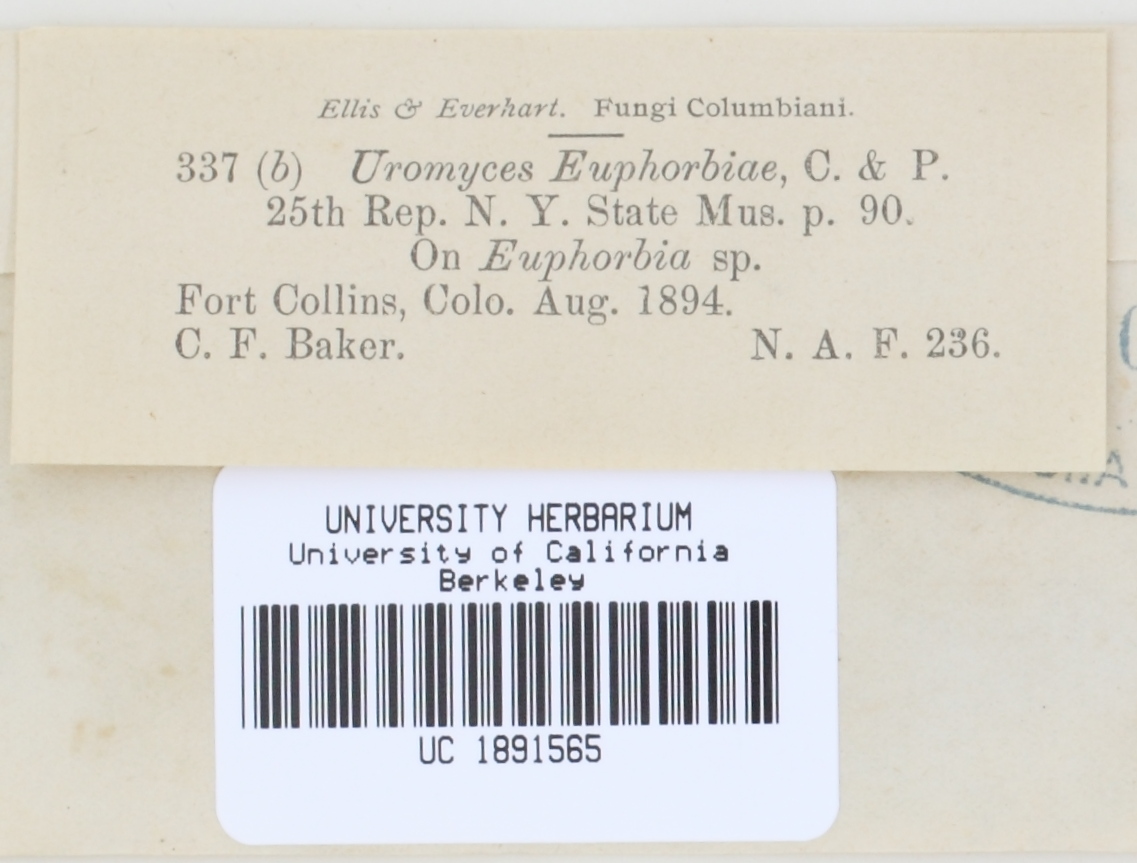 Ellis & Everhart. Fungi Columbiani.
337 (b) Uromyces Euphorbiae, C. & P.
25th Rep. N. Y. State Mus. p. 90.
On Euphorbia sp.
Fort Collins, Colo. Aug. 1894.
C. F. Baker. N. A. F. 236.
UNIVERSITY HERBARIUM
University of California
Berkeley
UC 1891565